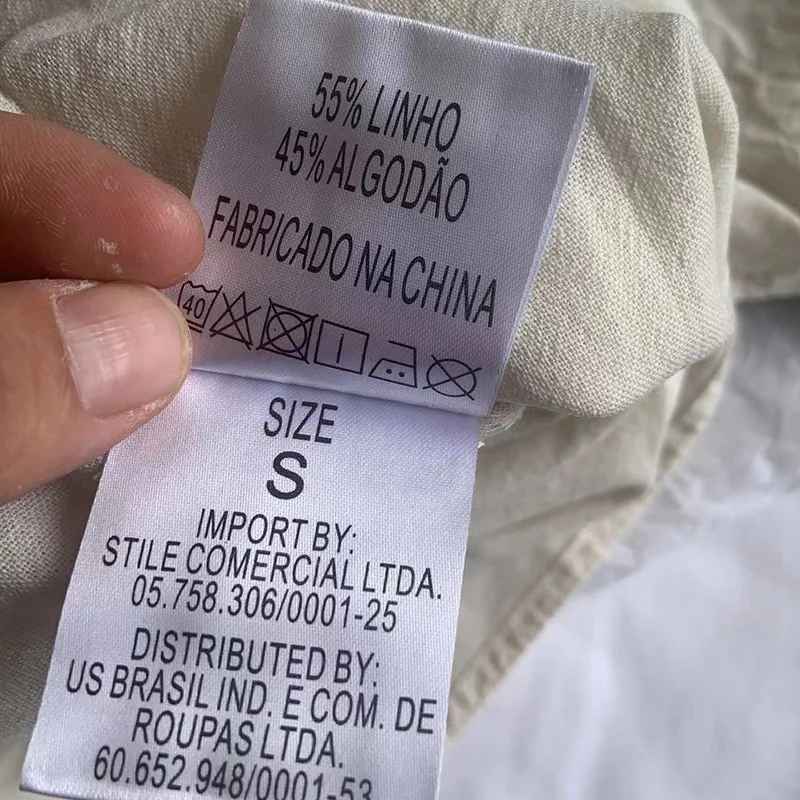 55% LINHO
45% ALGODÃO
FABRICADO NA CHINA
40
SIZE
S
IMPORT BY:
STILE COMERCIAL LTDA.
05.758.306/0001-25
DISTRIBUTED BY:
US BRASIL IND. E COM. DE
ROUPAS LTDA.
60.652.948/0001-53